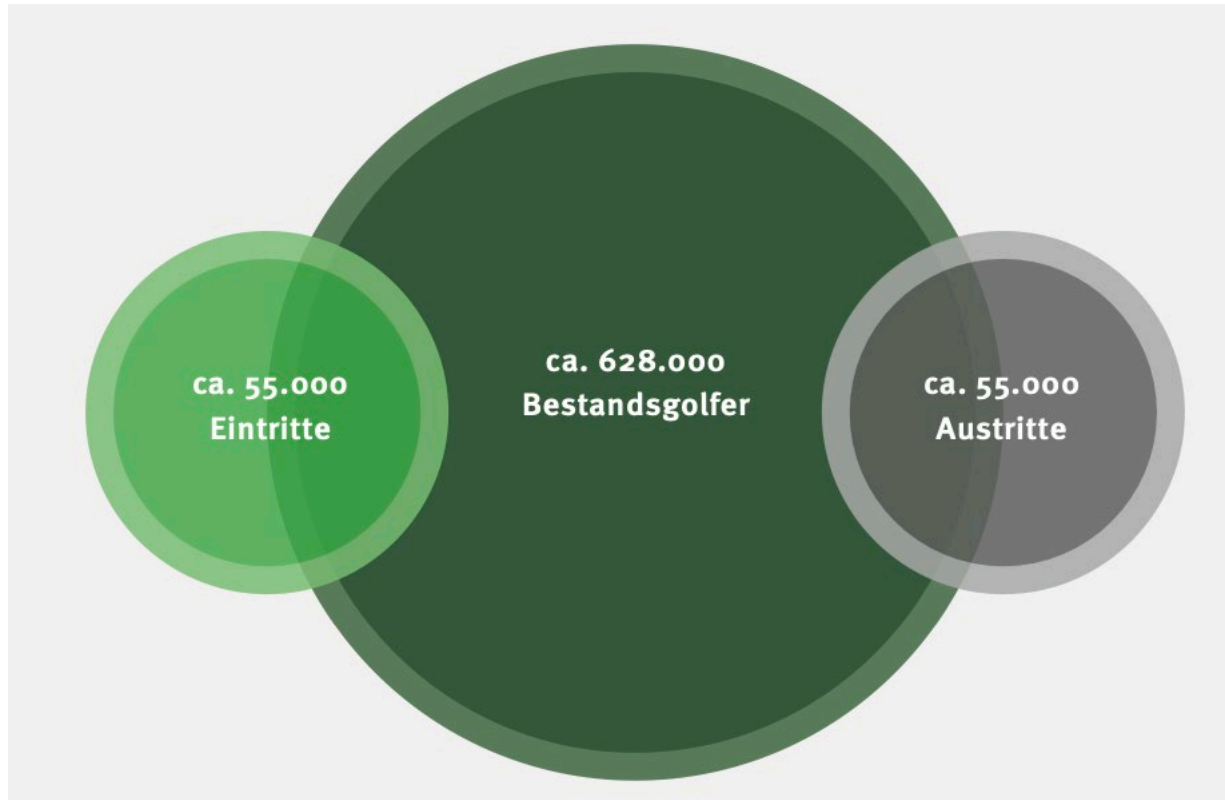 ca. 55.000
Eintritte
ca. 628.000
Bestandsgolfer
ca. 55.000
Austritte